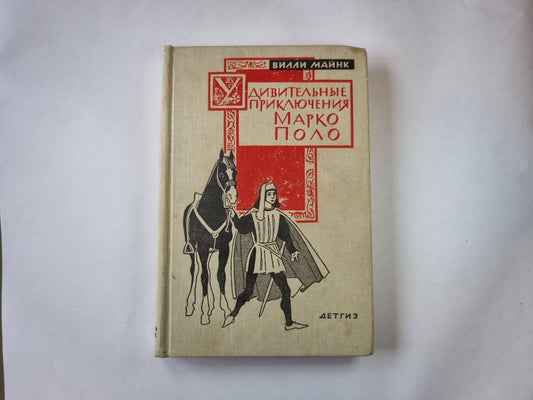 ВИЛЛИ МАЙНК
УДИВИТЕЛЬНЫЕ
ПРИКЛЮЧЕНИЯ
МАРКО
ПОЛО
ДЕТГИЗ